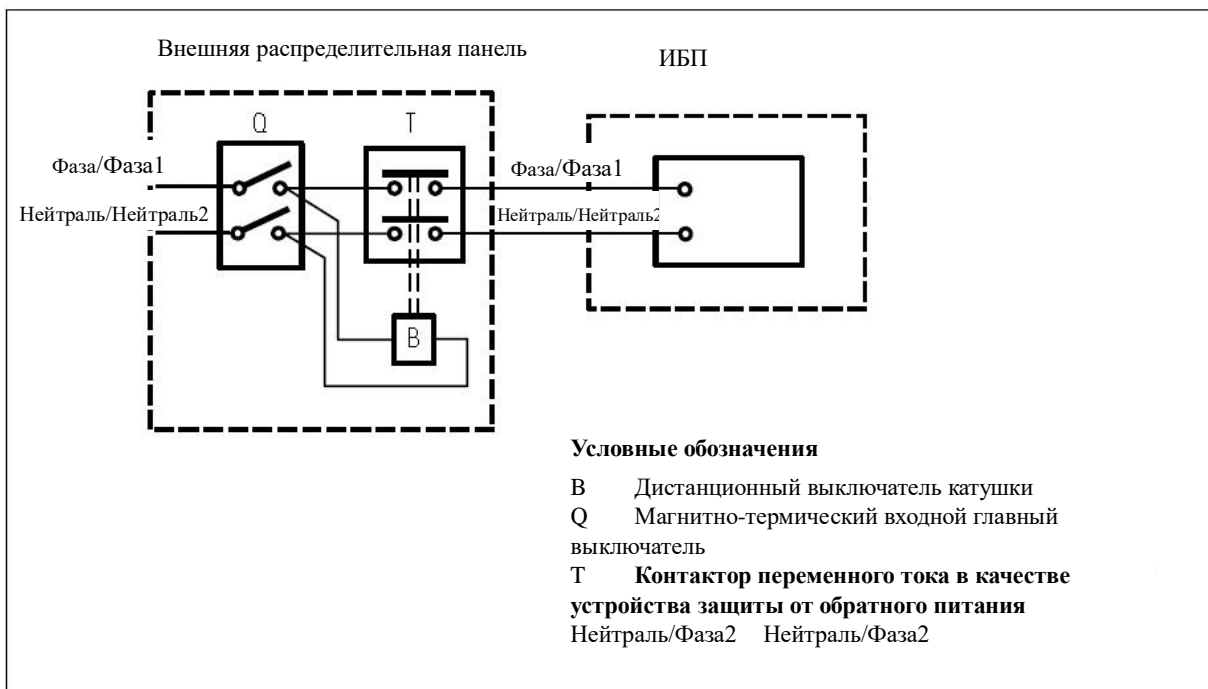 Внешняя распределительная панель
ИБП
Q
T
Фаза/Фаза1
Фаза/Фаза1
Нейтраль/Нейтраль2
Нейтраль/Нейтраль2
B
Условные обозначения
B Дистанционный выключатель катушки
Q Магнитно-термический входной главный
выключатель
T Контактор переменного тока в качестве
устройства защиты от обратного питания
Нейтраль/Фаза2 Нейтраль/Фаза2